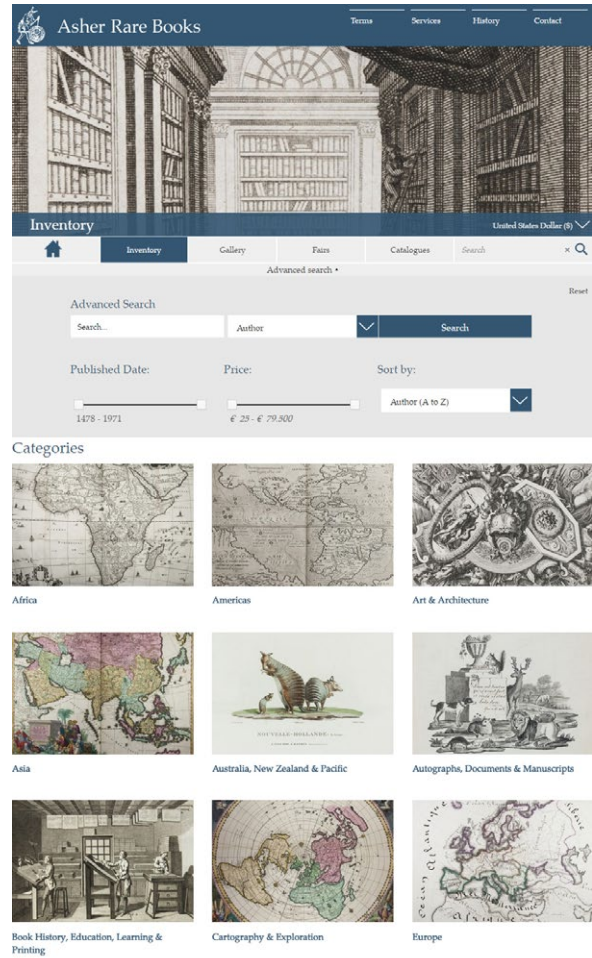 Asher Rare Books
Terms
Services
History
Contact
Inventory
United States Dollar ($)
Inventory
Gallery
Fairs
Catalogues
Search
×
Advanced search •
Reset
Advanced Search
Search...
Author
Search
Published Date:
Price:
Sort by:
1478 - 1971
€ 25 - € 79.500
Author (A to Z)
Categories
Africa
Americas
Art & Architecture
NOUVELLE-HOLLANDE:
Asia
Australia, New Zealand & Pacific
Autographs, Documents & Manuscripts
Book History, Education, Learning &
Printing
Cartography & Exploration
Europe